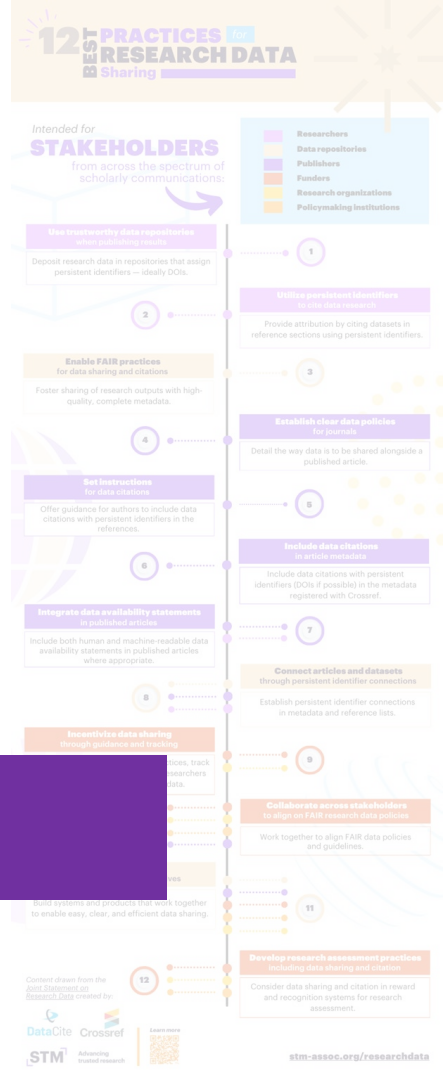 12
BEST
PRACTICES for
RESEARCH DATA
Sharing
Intended for
STAKEHOLDERS
from across the spectrum of
scholarly communications:
Researchers
Data repositories
Publishers
Funders
Research organizations
Policymaking institutions
Use trustworthy data repositories
when publishing results
Deposit research data in repositories that assign
persistent identifiers — ideally DOIs.
1
Utilize persistent identifiers
to cite data research
Provide attribution by citing datasets in
reference sections using persistent identifiers.
2
Enable FAIR practices
for data sharing and citations
Foster sharing of research outputs with high-
quality, complete metadata.
3
Establish clear data policies
for journals
Detail the way data is to be shared alongside a
published article.
4
Set instructions
for data citations
Offer guidance for authors to include data
citations with persistent identifiers in the
references.
5
Include data citations
in article metadata
Include data citations with persistent
identifiers (DOIs if possible) in the metadata
registered with Crossref.
6
Integrate data availability statements
in published articles
Include both human and machine-readable data
availability statements in published articles
where appropriate.
7
Connect articles and datasets
through persistent identifier connections
Establish persistent identifier connections
in metadata and reference lists.
8
Incentivize data sharing
through guidance and tracking
tices, track
researchers
data.
9
Collaborate across stakeholders
to align on FAIR research data policies
Work together to align FAIR data policies
and guidelines.
ves
Build systems and products that work together
to enable easy, clear, and efficient data sharing.
11
Develop research assessment practices
including data sharing and citation
Consider data sharing and citation in reward
and recognition systems for research
assessment.
12
Content drawn from the
Joint Statement on
Research Data created by:
DataCite
Crossref
STM
Advancing
trusted research
Learn more
stm-assoc.org/researchdata